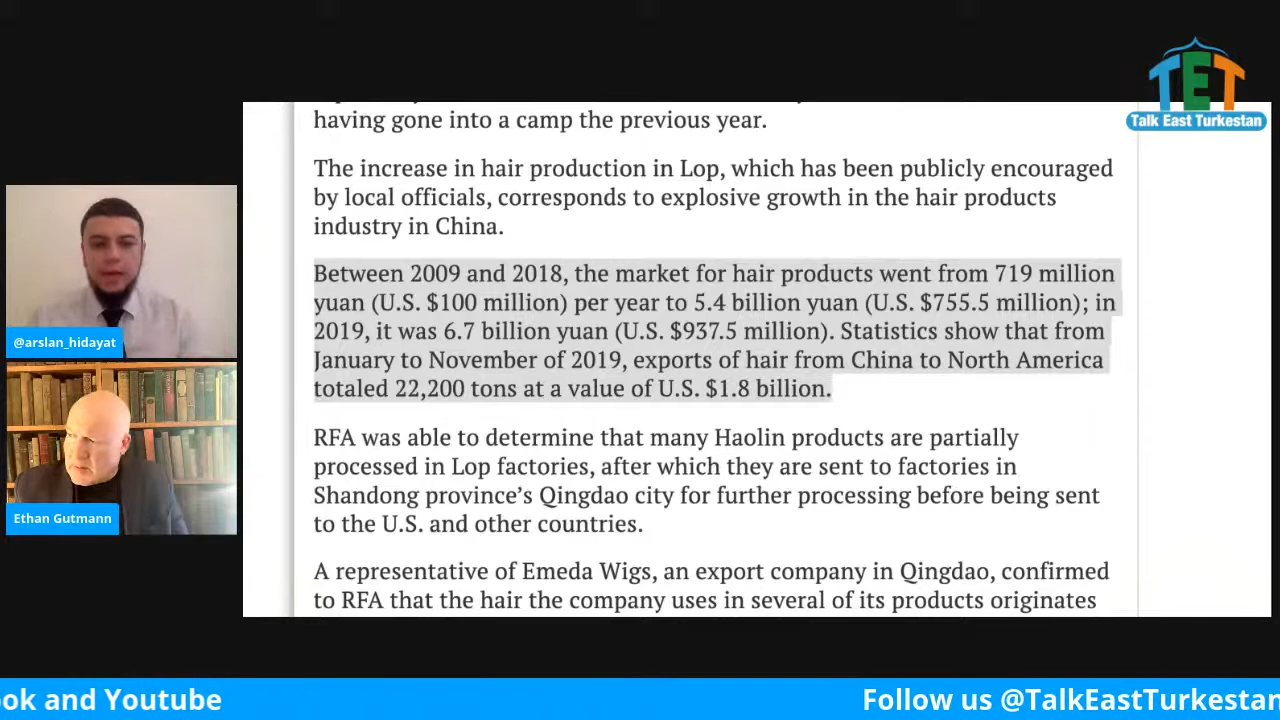 TET
Talk East Turkestan
having gone into a camp the previous year.
The increase in hair production in Lop, which has been publicly encouraged
by local officials, corresponds to explosive growth in the hair products
industry in China.
Between 2009 and 2018, the market for hair products went from 719 million
yuan (U.S. $100 million) per year to 5.4 billion yuan (U.S. $755.5 million); in
2019, it was 6.7 billion yuan (U.S. $937.5 million). Statistics show that from
January to November of 2019, exports of hair from China to North America
totaled 22,200 tons at a value of U.S. $1.8 billion.
RFA was able to determine that many Haolin products are partially
processed in Lop factories, after which they are sent to factories in
Shandong province’s Qingdao city for further processing before being sent
to the U.S. and other countries.
A representative of Emeda Wigs, an export company in Qingdao, confirmed
to RFA that the hair the company uses in several of its products originates
@arslan_hidayat
Ethan Gutmann
ook and Youtube
Follow us @TalkEastTurkestan